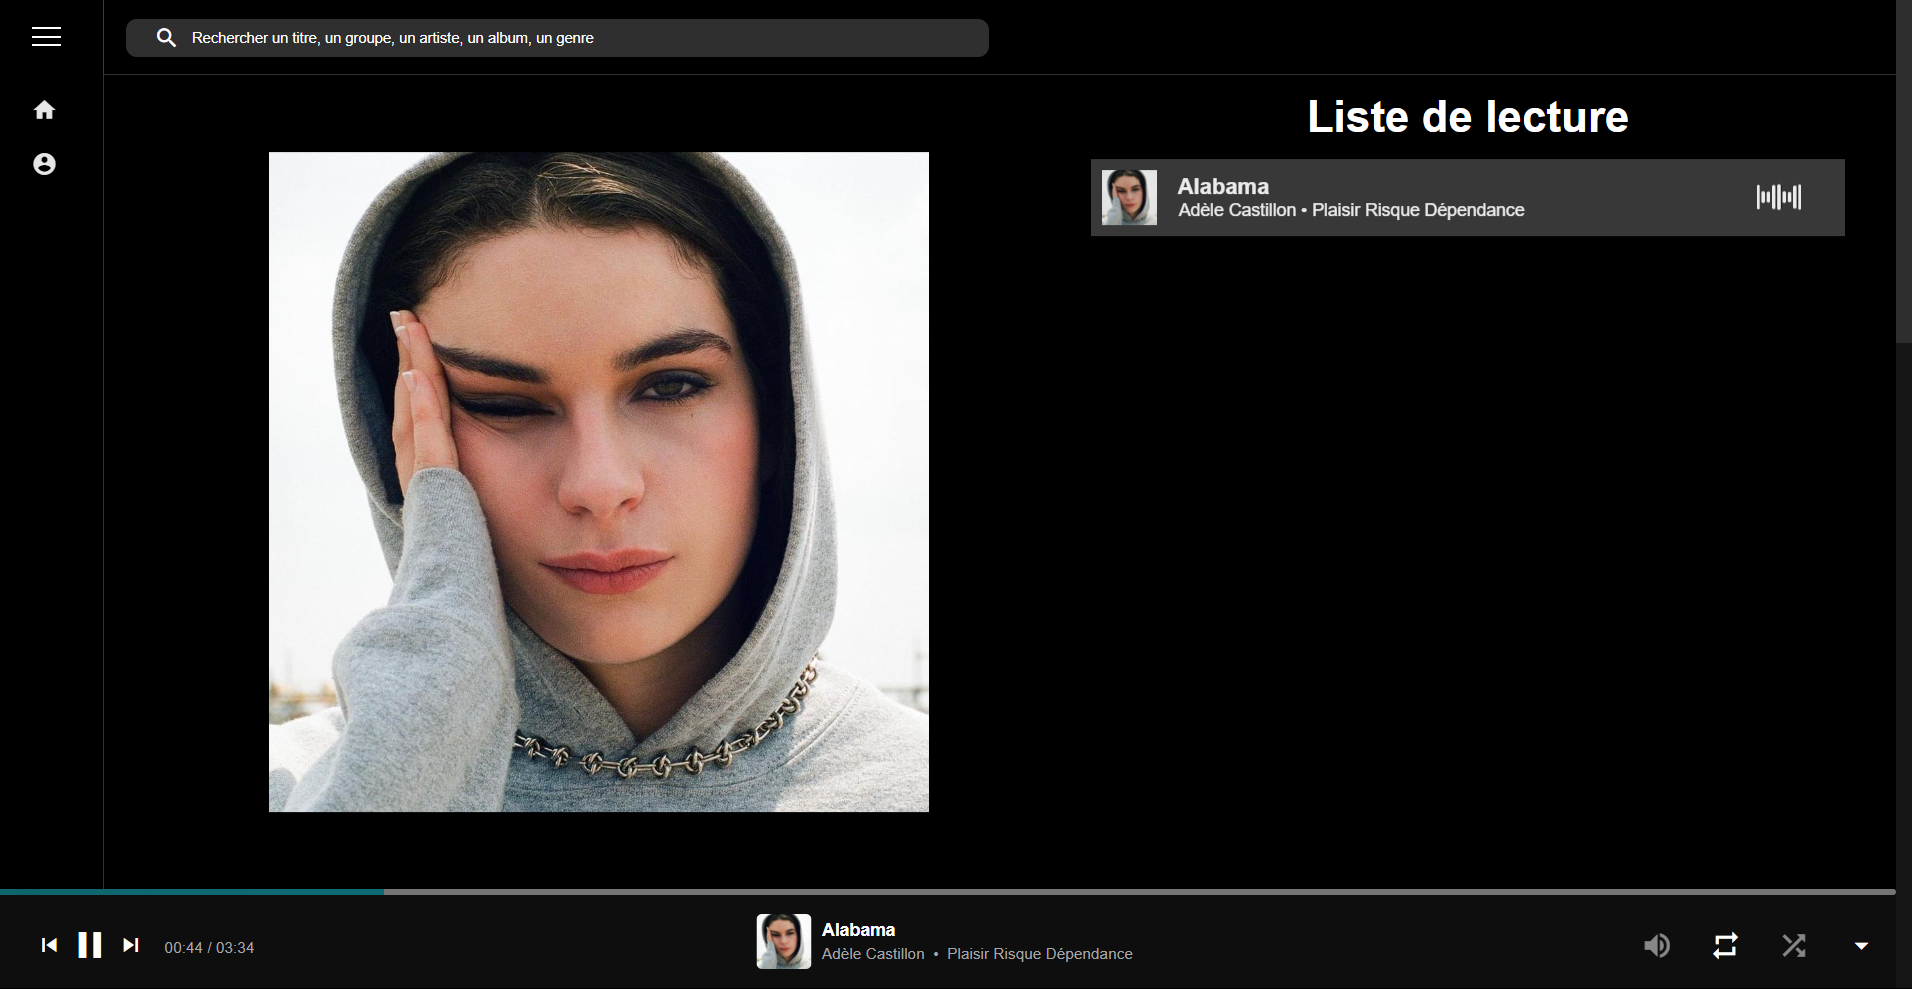 Rechercher un titre, un groupe, un artiste, un album, un genre
Liste de lecture
Alabama
Adèle Castillon • Plaisir Risque Dépendance
00:44 / 03:34
Alabama
Adèle Castillon • Plaisir Risque Dépendance